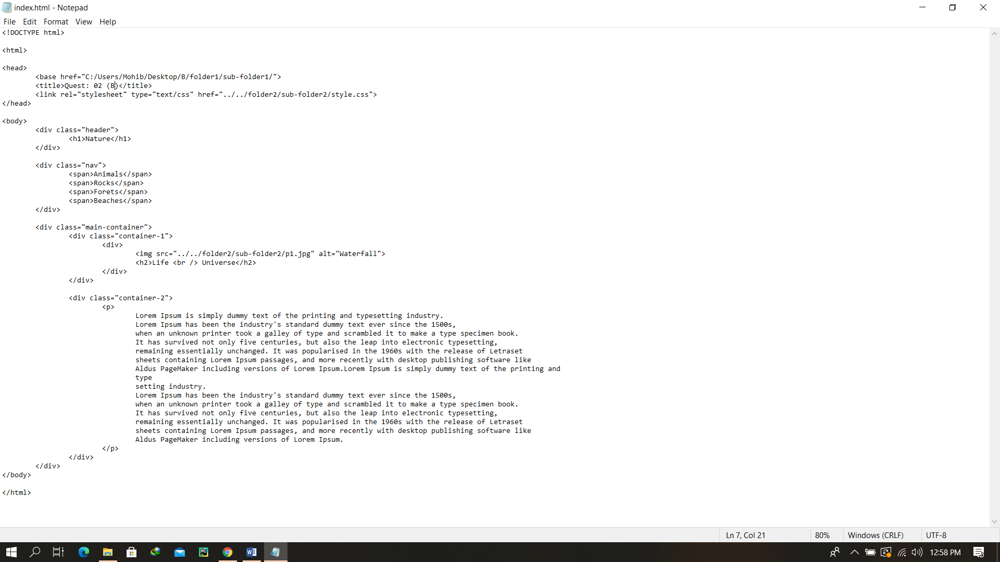 index.html - Notepad
File Edit Format View Help
<!DOCTYPE html>
<html>
<head>
<base href="C:/Users/Mohib/Desktop/B/folder1/sub-folder1/">
<title>Quest: 02 (B)</title>
<link rel="stylesheet" type="text/css" href="../../folder2/sub-folder2/style.css">
</head>
<body>
<div class="header">
<h1>Nature</h1>
</div>
<div class="nav">
<span>Animals</span>
<span>Rocks</span>
<span>Forets</span>
<span>Beaches</span>
</div>
<div class="main-container">
<div class="container-1">
<div>
<img src="../../folder2/sub-folder2/p1.jpg" alt="Waterfall">
<h2>Life <br /> Universe</h2>
</div>
</div>
<div class="container-2">
<p>
Lorem Ipsum is simply dummy text of the printing and typesetting industry.
Lorem Ipsum has been the industry's standard dummy text ever since the 1500s,
when an unknown printer took a galley of type and scrambled it to make a type specimen book.
It has survived not only five centuries, but also the leap into electronic typesetting,
remaining essentially unchanged. It was popularised in the 1960s with the release of Letraset
sheets containing Lorem Ipsum passages, and more recently with desktop publishing software like
Aldus PageMaker including versions of Lorem Ipsum.Lorem Ipsum is simply dummy text of the printing and
type
setting industry.
Lorem Ipsum has been the industry's standard dummy text ever since the 1500s,
when an unknown printer took a galley of type and scrambled it to make a type specimen book.
It has survived not only five centuries, but also the leap into electronic typesetting,
remaining essentially unchanged. It was popularised in the 1960s with the release of Letraset
sheets containing Lorem Ipsum passages, and more recently with desktop publishing software like
Aldus PageMaker including versions of Lorem Ipsum.
</p>
</div>
</div>
</body>
</html>
Ln 7, Col 21 80% Windows (CRLF) UTF-8
12:58 PM